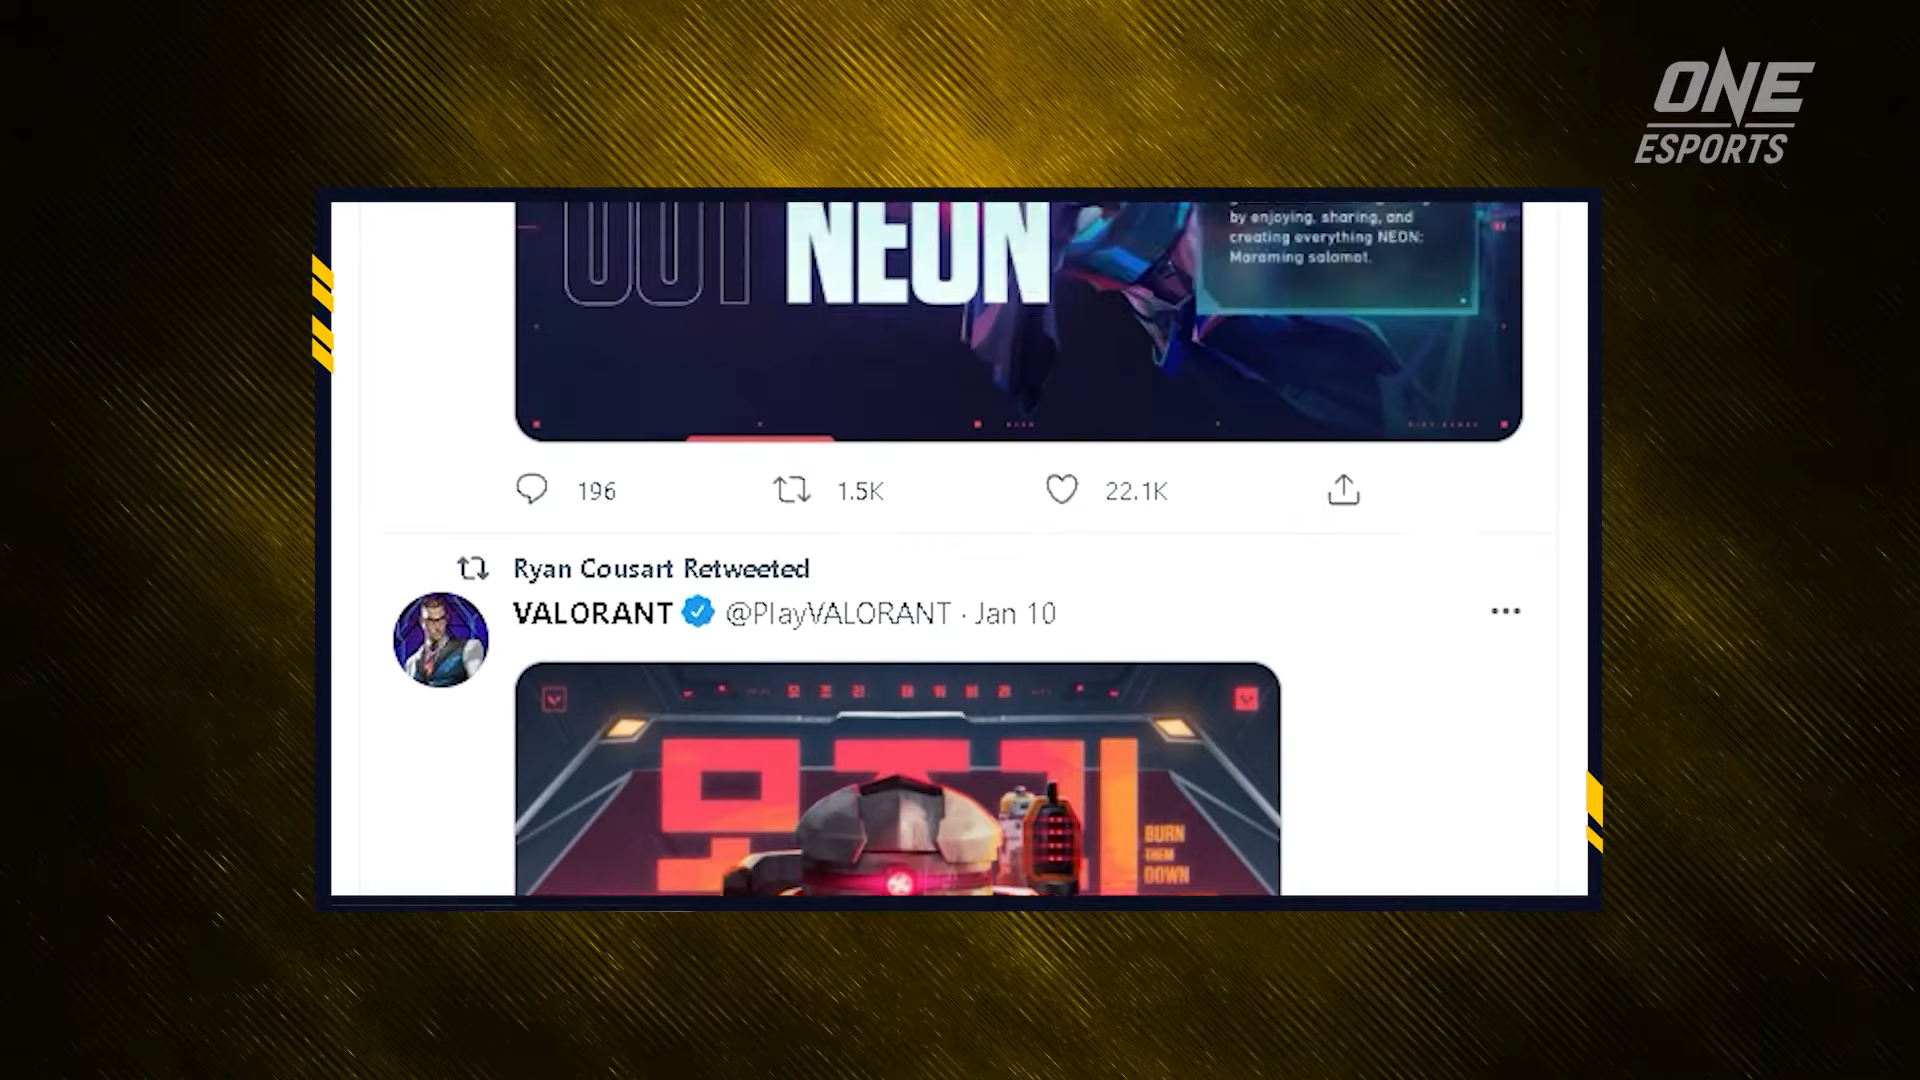 ONE
ESPORTS
OUT NEON
by enjoying, sharing, and
creating everything NEON:
Maraming salamat.
196
1.5K
22.1K
Ryan Cousart Retweeted
VALORANT @PlayVALORANT · Jan 10
BURN
THEM
DOWN